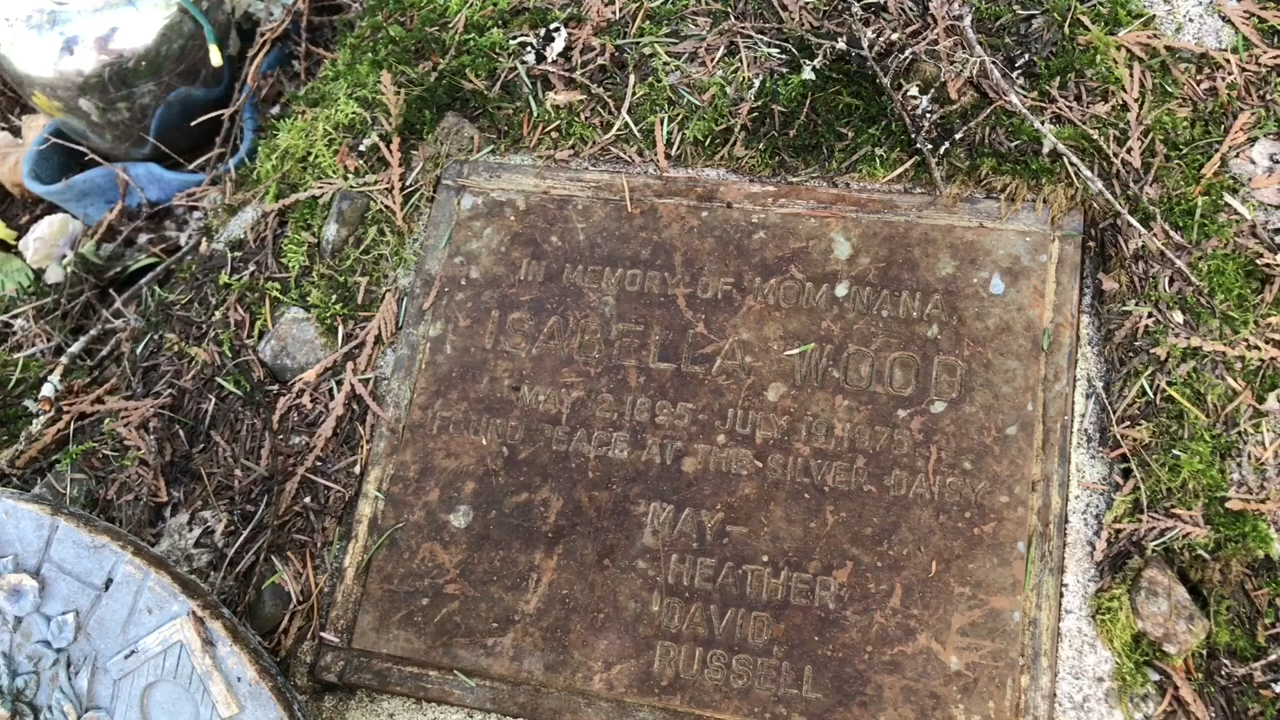 IN MEMORY OF MOM NANA
ISABELLA WOOD
MAY 2, 1895 - JULY 19, 1978
FOUND PEACE AT THE SILVER DAISY
MAY-
HEATHER
DAVID
RUSSELL